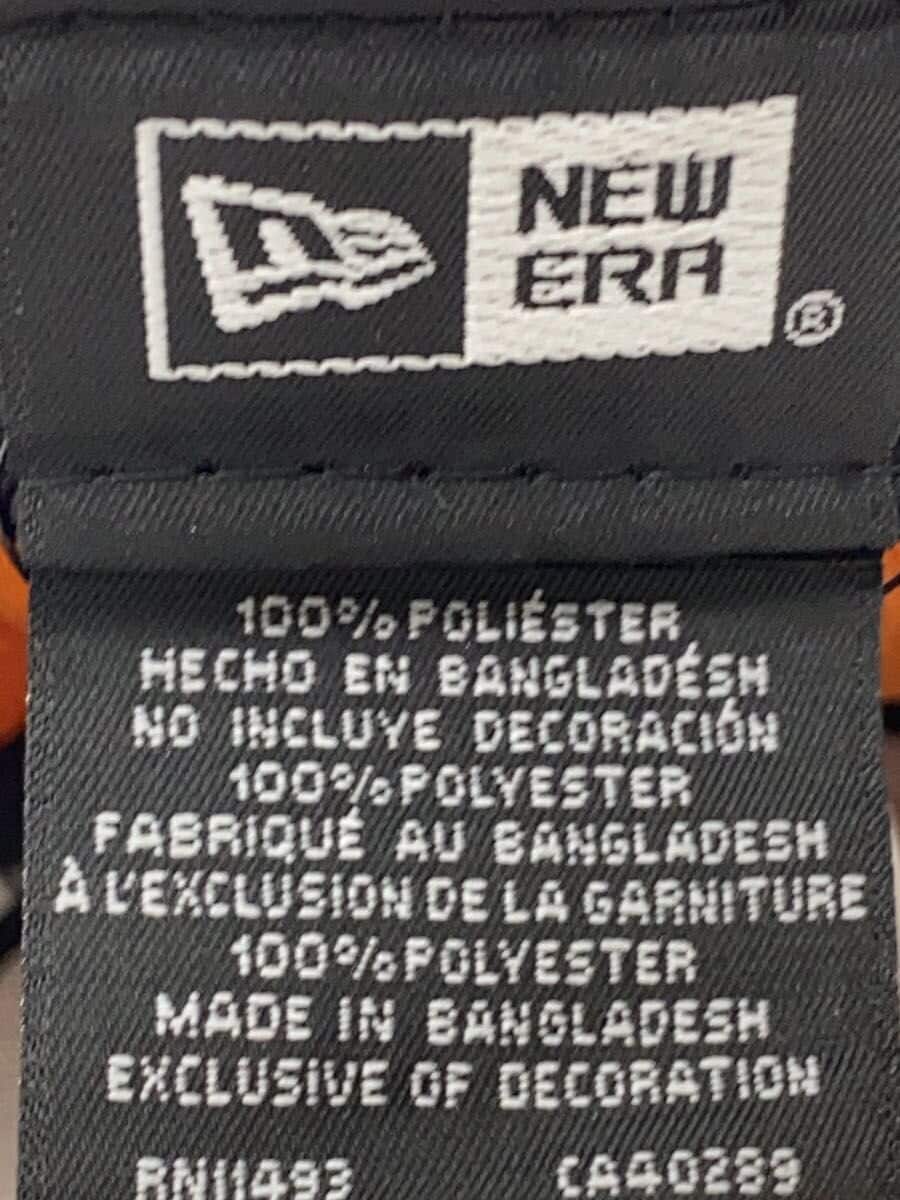 NEW
ERA
®
100% POLIÉSTER
HECHO EN BANGLADÉSH
NO INCLUYE DECORACIÓN
100% POLYESTER
FABRIQUÉ AU BANGLADESH
À L'EXCLUSION DE LA GARNITURE
100% POLYESTER
MADE IN BANGLADESH
EXCLUSIVE OF DECORATION
RN11493 CA40289